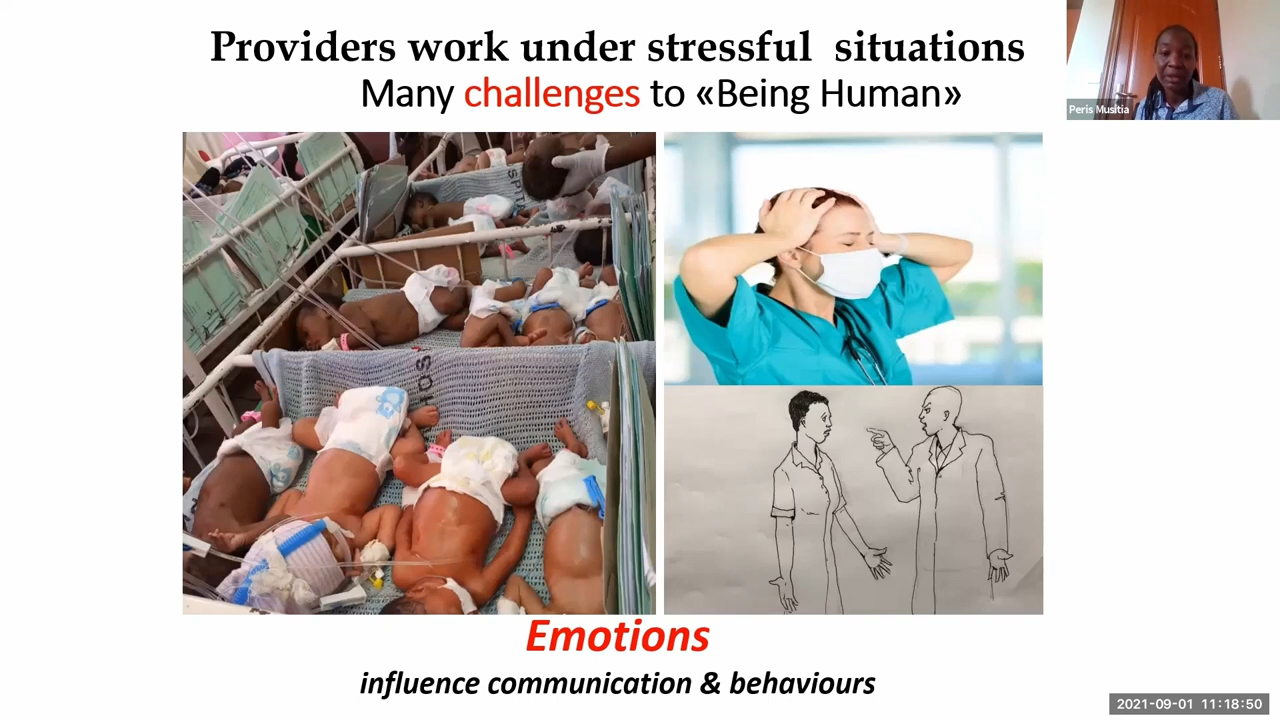 Providers work under stressful situations
Many challenges to «Being Human»
Peris Musitia
Emotions
influence communication & behaviours
2021-09-01 11:18:50